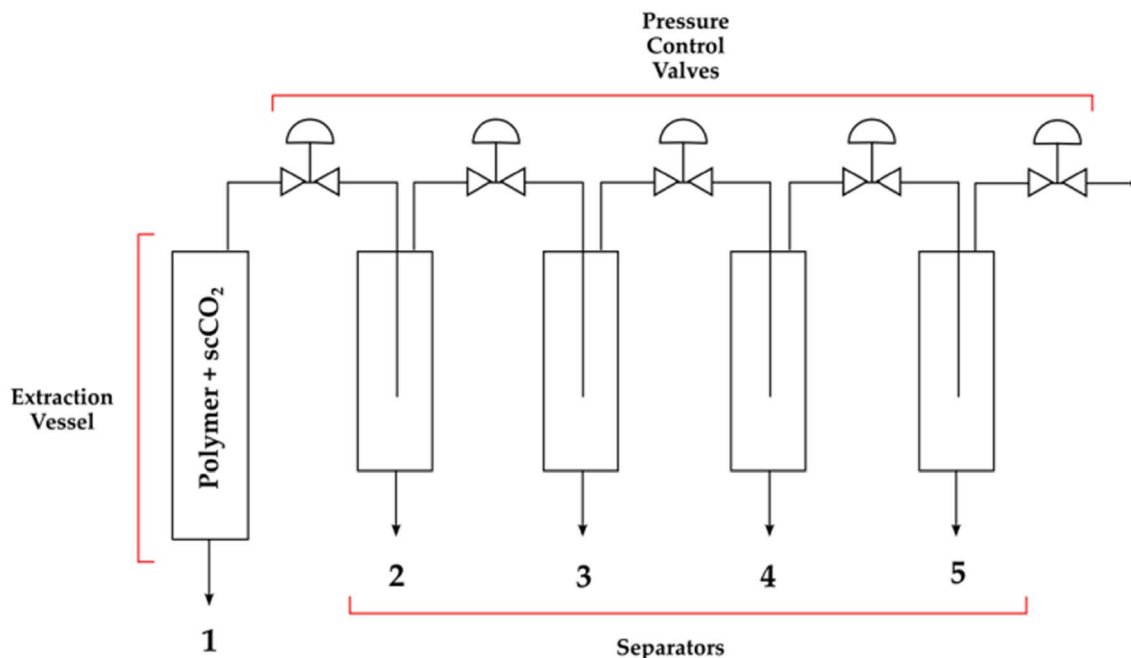 Pressure
Control
Valves
Extraction
Vessel
Polymer + scCO₂
1
2
3
4
5
Separators